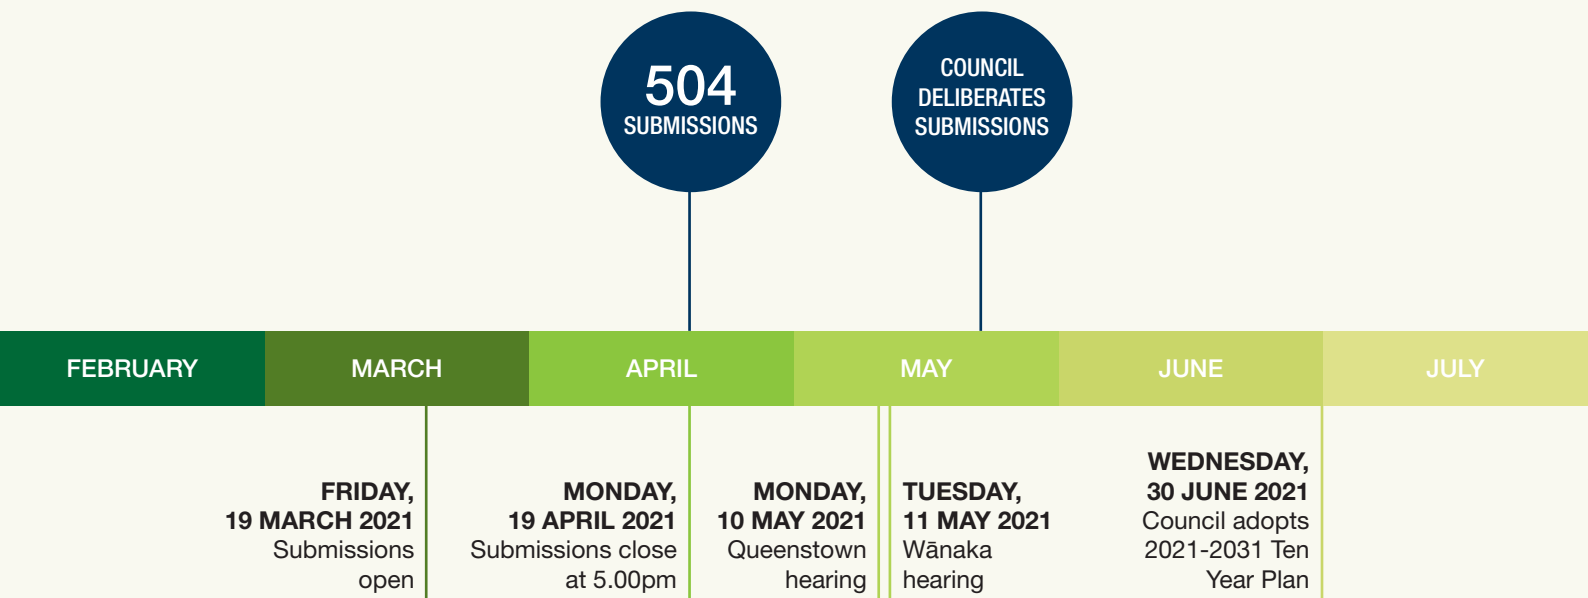 504
SUBMISSIONS
COUNCIL
DELIBERATES
SUBMISSIONS
FEBRUARY
MARCH
APRIL
MAY
JUNE
JULY
FRIDAY,
19 MARCH 2021
Submissions
open
MONDAY,
19 APRIL 2021
Submissions close
at 5.00pm
MONDAY,
10 MAY 2021
Queenstown
hearing
TUESDAY,
11 MAY 2021
Wānaka
hearing
WEDNESDAY,
30 JUNE 2021
Council adopts
2021-2031 Ten
Year Plan